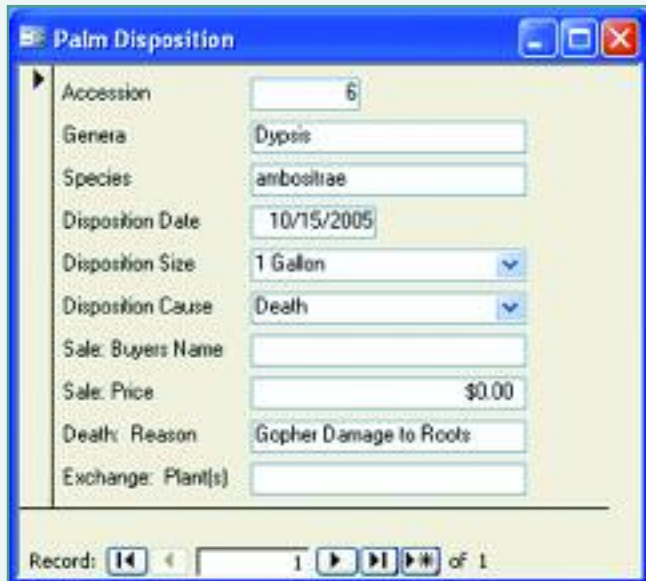 Palm Disposition
Accession 6
Genera Dypsis
Species ambositrae
Disposition Date 10/15/2005
Disposition Size 1 Gallon
Disposition Cause Death
Sale: Buyers Name
Sale: Price $0.00
Death: Reason Gopher Damage to Roots
Exchange: Plant(s)
Record: 1 of 1